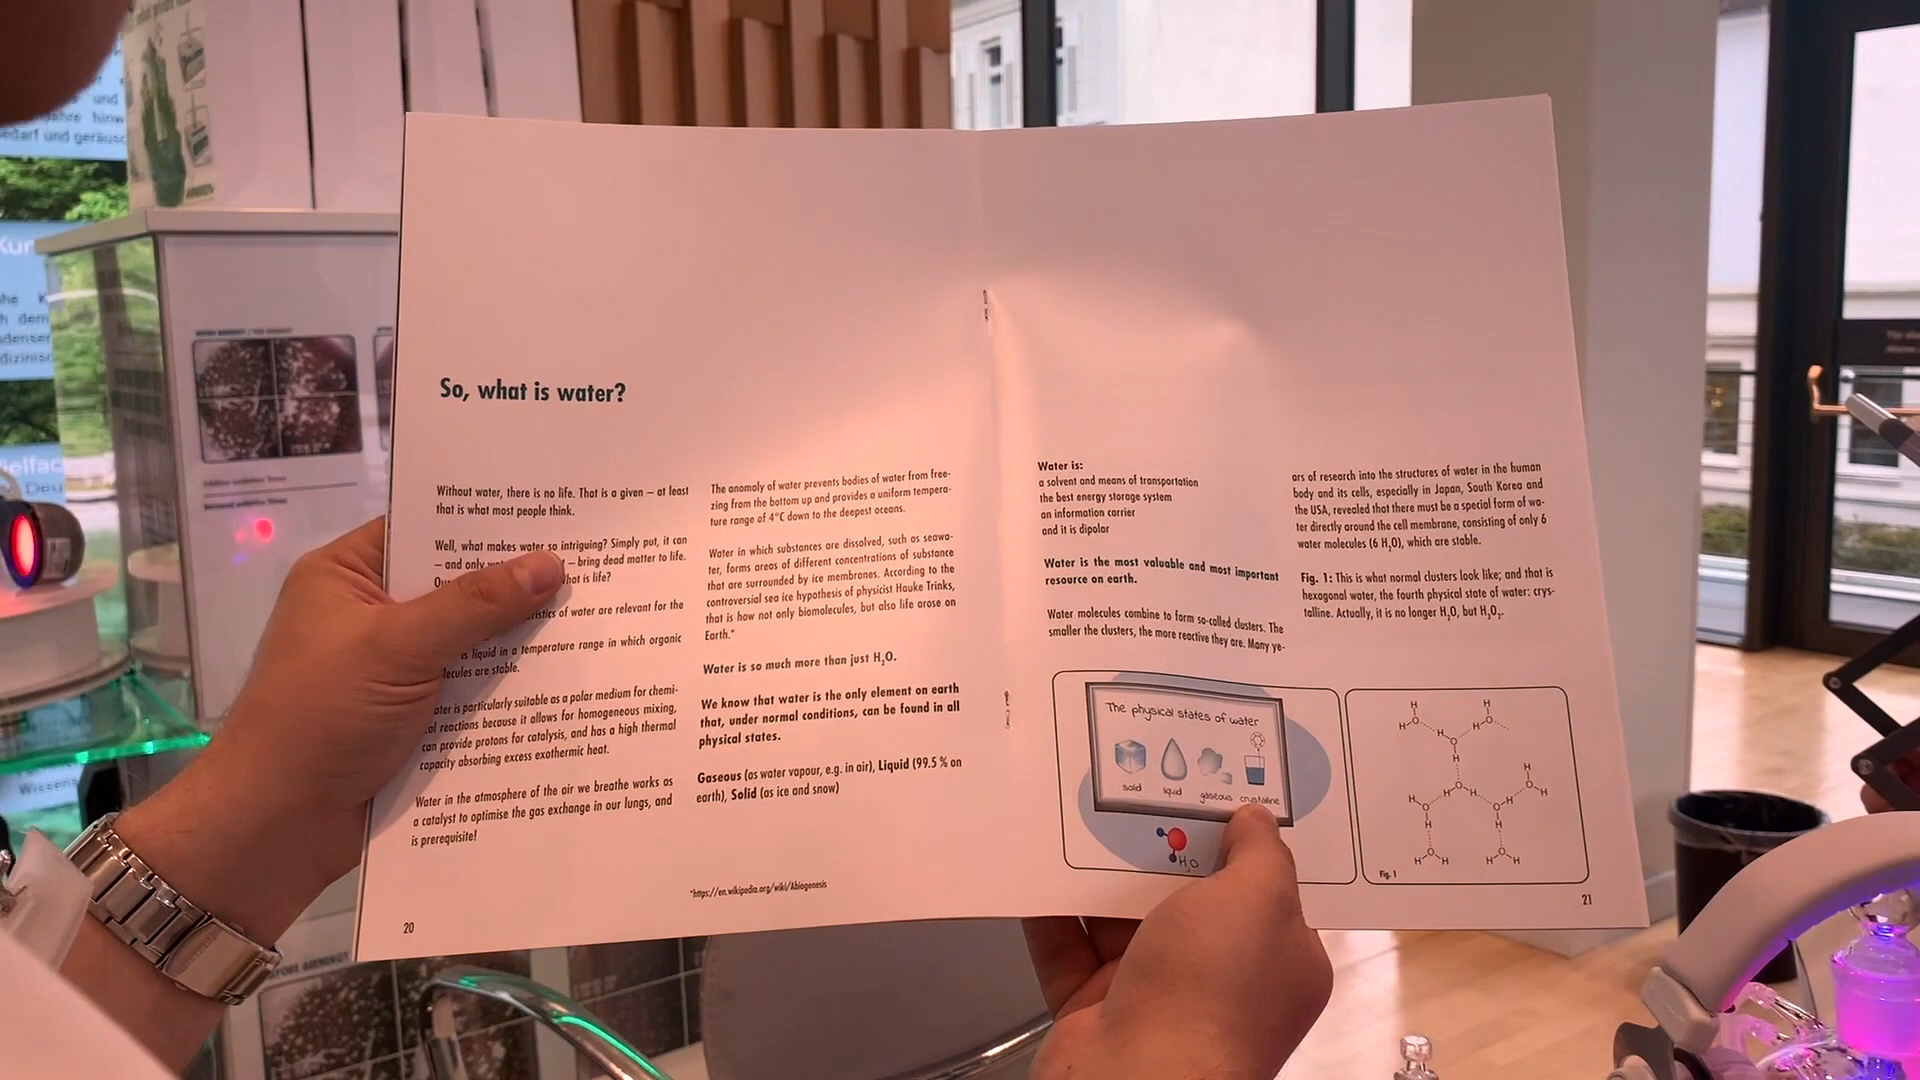 So, what is water?
Without water, there is no life. That is a given – at least
that is what most people think.
Well, what makes water so intriguing? Simply put, it can
– and only – bring dead matter to life.
what is life?
of water are relevant for the
is liquid in a temperature range in which organic
are stable.
is particularly suitable as a polar medium for chemi-
reactions because it allows for homogeneous mixing,
can provide protons for catalysis, and has a high thermal
capacity absorbing excess exothermic heat.
Water in the atmosphere of the air we breathe works as
a catalyst to optimise the gas exchange in our lungs, and
is prerequisite!
20
The anomoly of water prevents bodies of water from free-
zing from the bottom up and provides a uniform tempera-
ture range of 4°C down to the deepest oceans.
Water in which substances are dissolved, such as seawa-
ter, forms areas of different concentrations of substance
that are surrounded by ice membranes. According to the
controversial sea ice hypothesis of physicist Hauke Trinks,
that is how not only biomolecules, but also life arose on
Earth.*
Water is so much more than just H₂O.
We know that water is the only element on earth
that, under normal conditions, can be found in all
physical states.
Gaseous (as water vapour, e.g. in air), Liquid (99.5 % on
earth), Solid (as ice and snow)
*https://en.wikipedia.org/wiki/Abiogenesis
Water is:
a solvent and means of transportation
the best energy storage system
an information carrier
and it is dipolar
Water is the most valuable and most important
resource on earth.
Water molecules combine to form so-called clusters. The
smaller the clusters, the more reactive they are. Many ye-
ars of research into the structures of water in the human
body and its cells, especially in Japan, South Korea and
the USA, revealed that there must be a special form of wa-
ter directly around the cell membrane, consisting of only 6
water molecules (6 H₂O), which are stable.
Fig. 1: This is what normal clusters look like; and that is
hexagonal water, the fourth physical state of water: crys-
talline. Actually, it is no longer H₂O, but H₃O₂-.
The physical states of water
solid liquid gaseous crystalline
H₂O
Fig. 1
21
und
bedarf und
Wissens